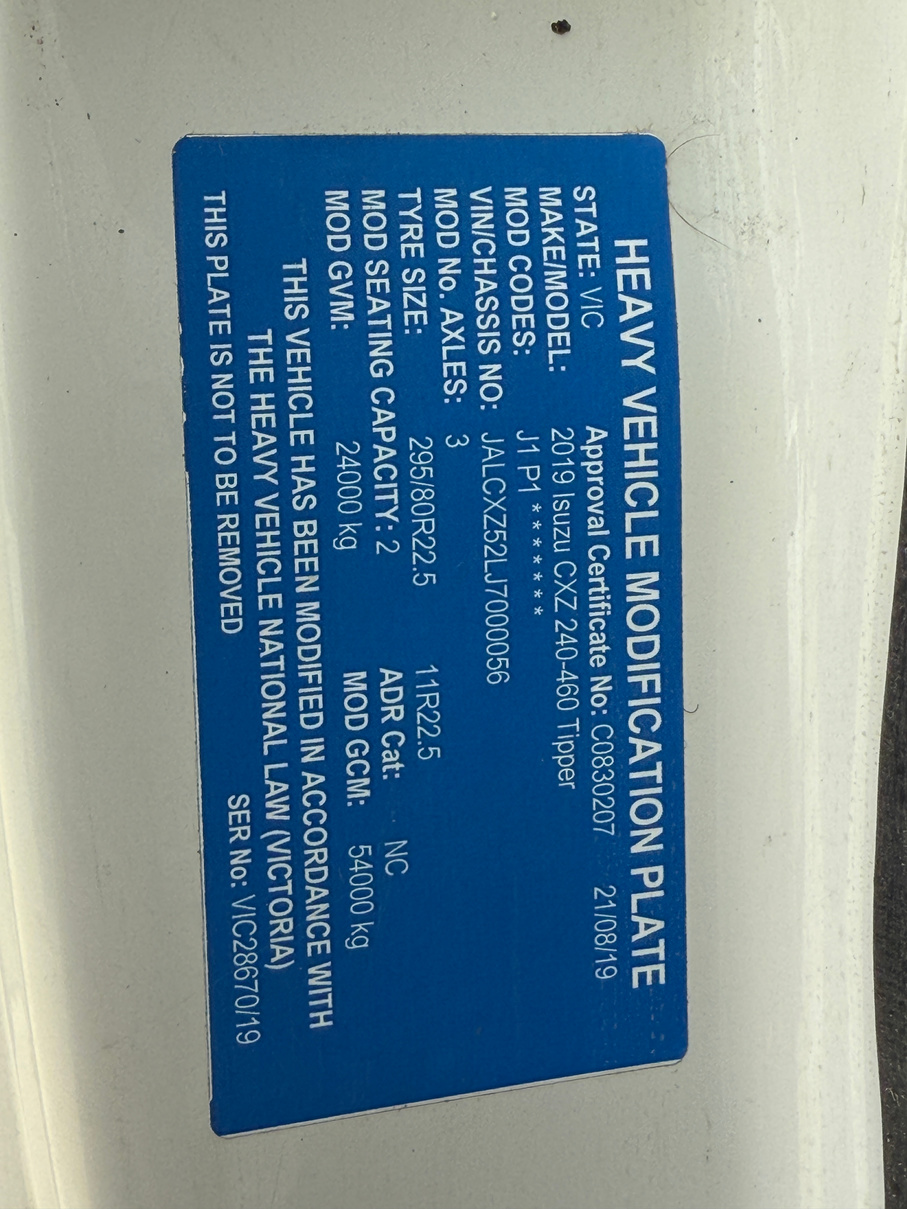 HEAVY VEHICLE MODIFICATION PLATE
STATE: VIC Approval Certificate No: C0830207 21/08/19
MAKE/MODEL: 2019 Isuzu CXZ 240-460 Tipper
MOD CODES: J1 P1 * * * * * *
VIN/CHASSIS NO: JALCXZ52LJ7000056
MOD No. AXLES: 3
TYRE SIZE: 295/80R22.5 11R22.5
MOD SEATING CAPACITY: 2 ADR Cat: NC
MOD GVM: 24000 kg MOD GCM: 54000 kg
THIS VEHICLE HAS BEEN MODIFIED IN ACCORDANCE WITH
THE HEAVY VEHICLE NATIONAL LAW (VICTORIA)
THIS PLATE IS NOT TO BE REMOVED SER No: VIC28670/19